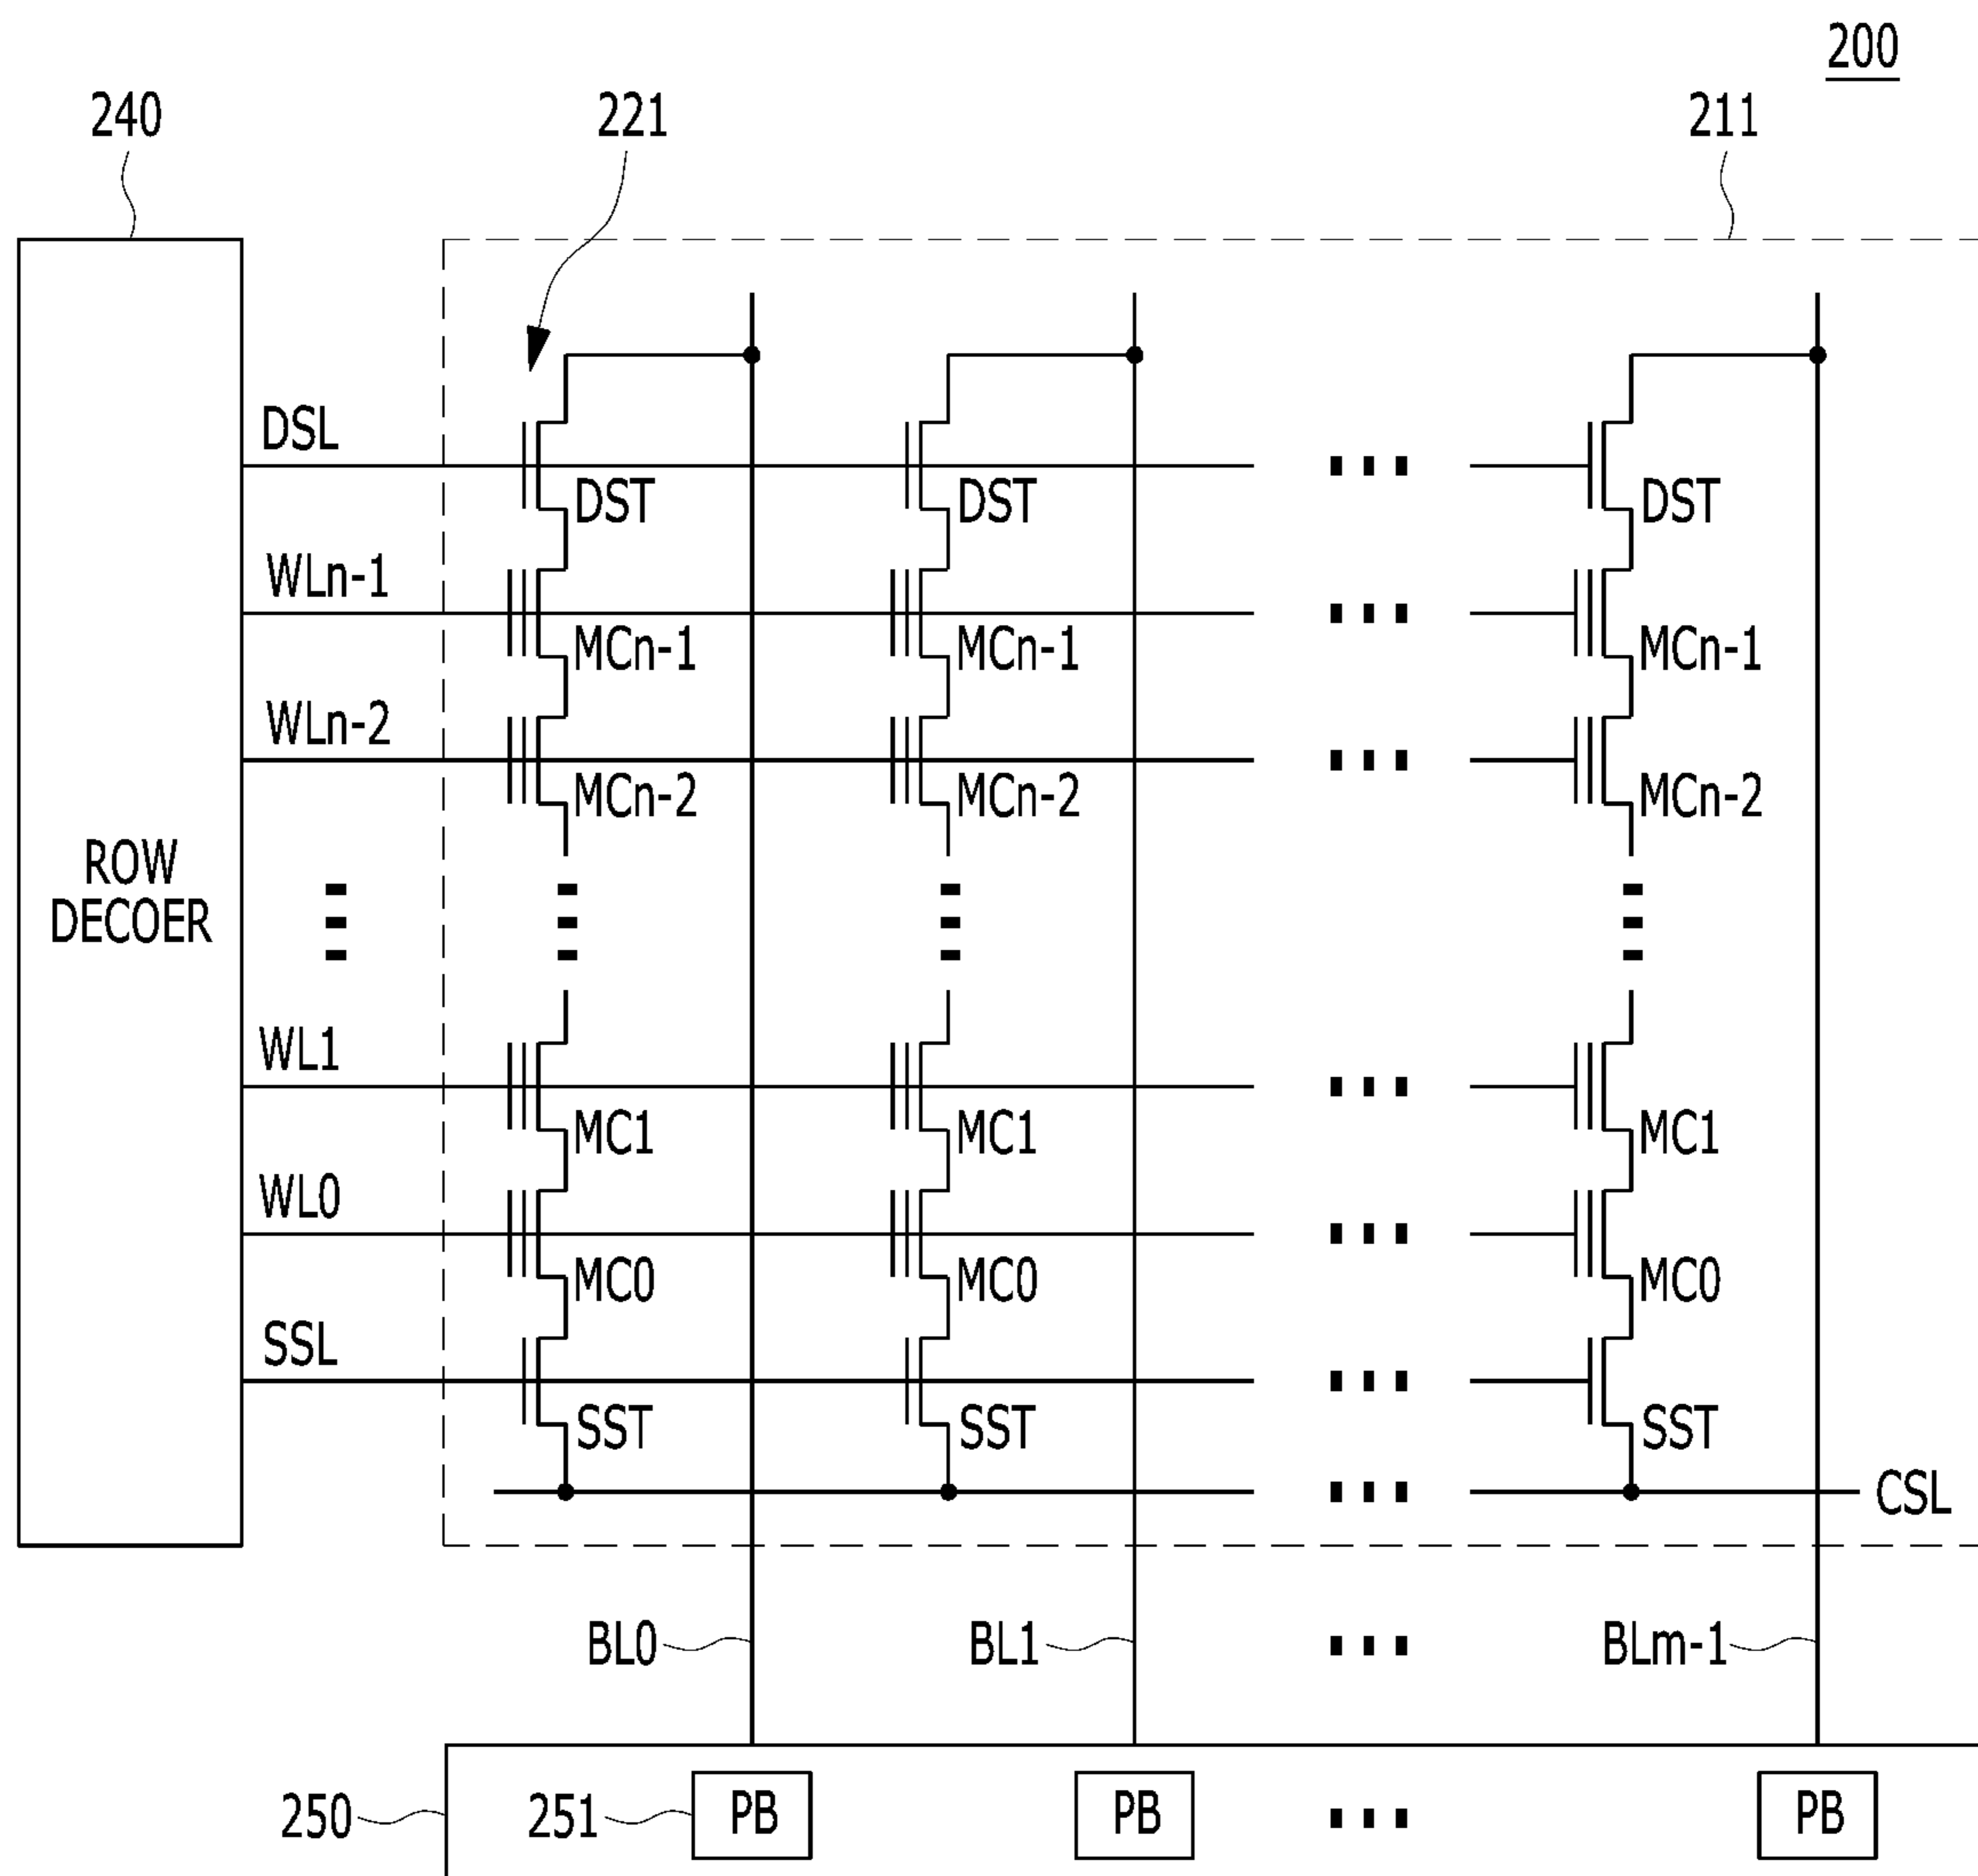 200
240
221
211
DSL
DST
DST
DST
WLn-1
MCn-1
MCn-1
MCn-1
WLn-2
MCn-2
MCn-2
MCn-2
ROW
DECOER
WL1
MC1
MC1
MC1
WL0
MC0
MC0
MC0
SSL
SST
SST
SST
CSL
BL0
BL1
BLm-1
250
251
PB
PB
PB